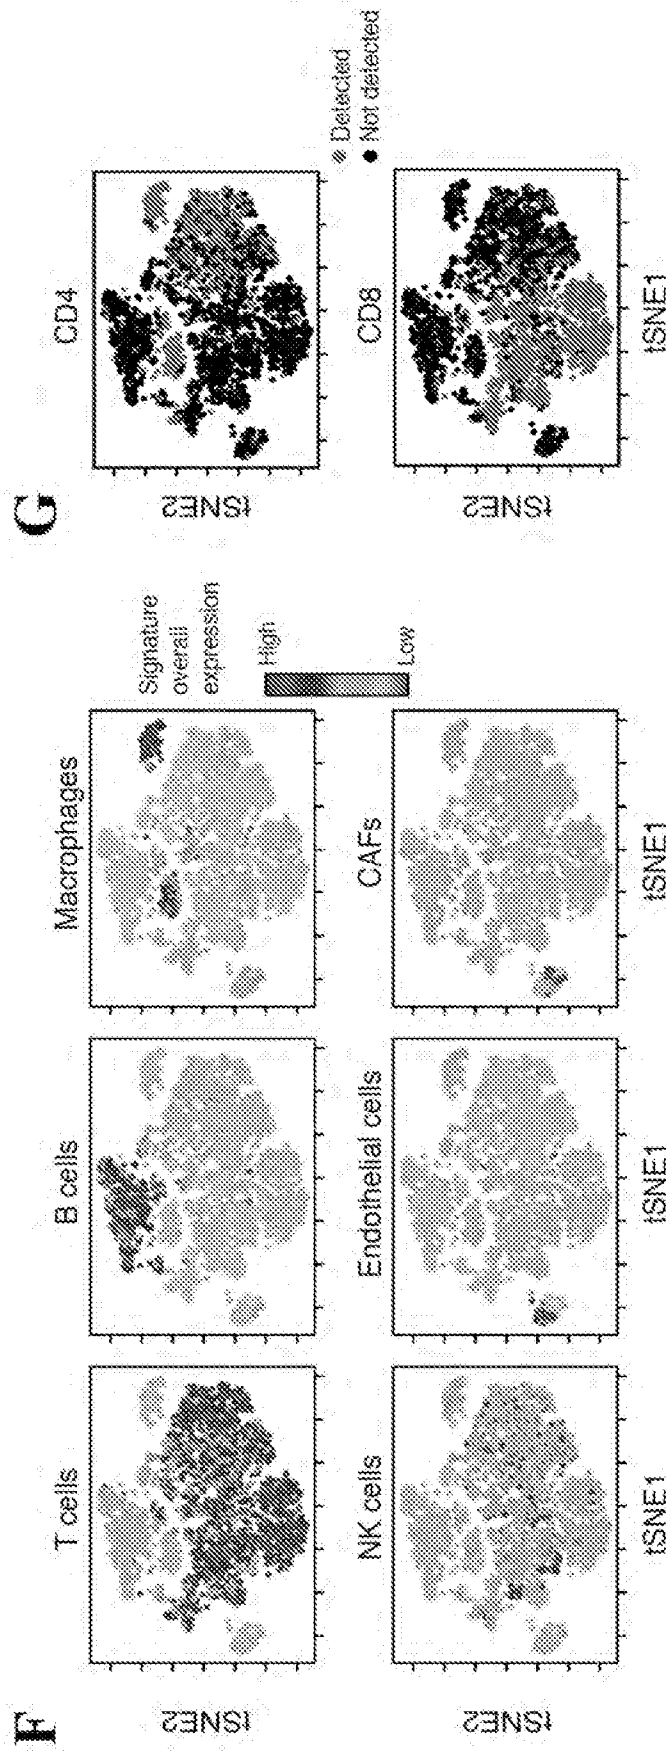 F
T cells
B cells
Macrophages
Signature
overall
expression
High
Low
tSNE2
NK cells
Endothelial cells
CAFs
tSNE2
tSNE1
tSNE1
tSNE1
G
CD4
tSNE2
Detected
Not detected
CD8
tSNE2
tSNE1